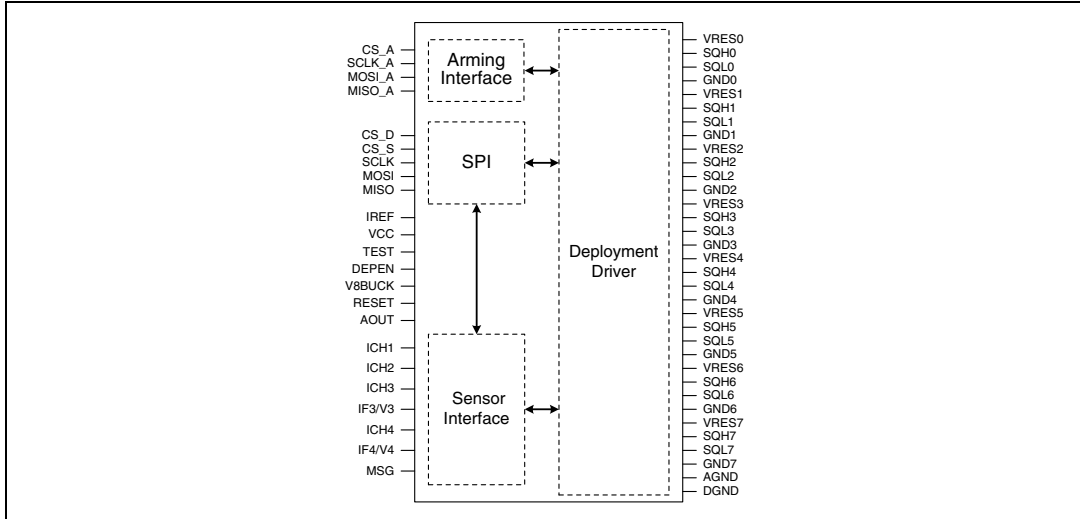 CS_A
SCLK_A
MOSI_A
MISO_A
CS_D
CS_S
SCLK
MOSI
MISO
IREF
VCC
TEST
DEPEN
V8BUCK
RESET
AOUT
ICH1
ICH2
ICH3
IF3/V3
ICH4
IF4/V4
MSG
Arming
Interface
SPI
Sensor
Interface
Deployment
Driver
VRES0
SQH0
SQL0
GND0
VRES1
SQH1
SQL1
GND1
VRES2
SQH2
SQL2
GND2
VRES3
SQH3
SQL3
GND3
VRES4
SQH4
SQL4
GND4
VRES5
SQH5
SQL5
GND5
VRES6
SQH6
SQL6
GND6
VRES7
SQH7
SQL7
GND7
AGND
DGND